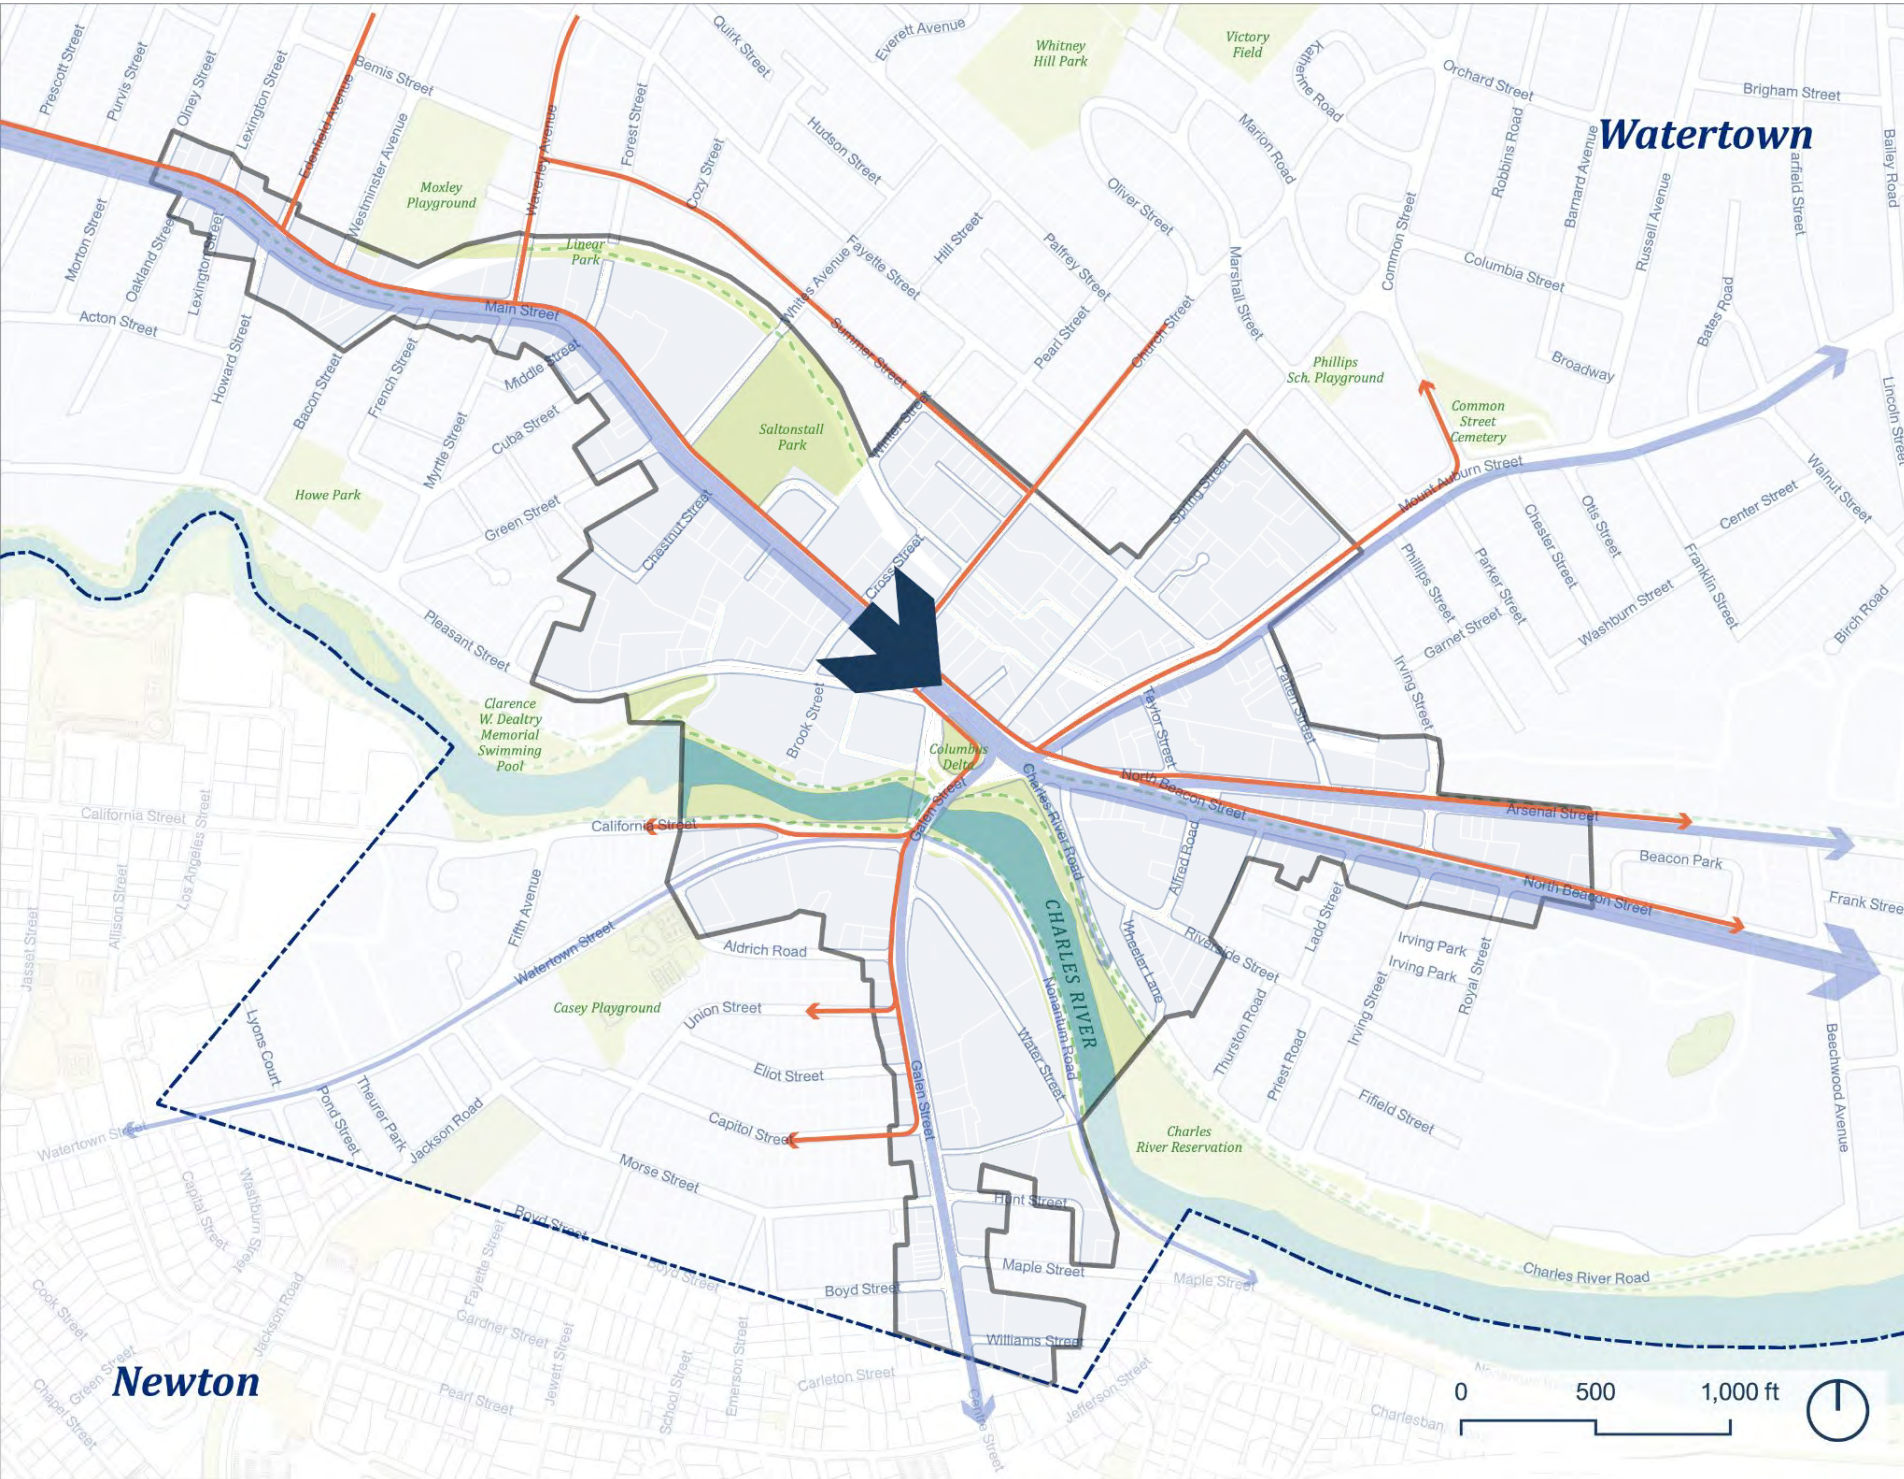 Prescott Street
Purvis Street
Olney Street
Lexington Street
Edenfield Avenue
Bemis Street
Westminster Avenue
Waverley Avenue
Forest Street
Cozy Street
Quirk Street
Everett Avenue
Hudson Street
Whitney
Hill Park
Victory
Field
Katherine Road
Orchard Street
Brigham Street
Watertown
Marion Road
Robbins Road
Barnard Avenue
Russell Avenue
arfield Street
Bailey Road
Moxley
Playground
Linear
Park
Morton Street
Oakland Street
Lexington Street
Acton Street
Howard Street
Main Street
Bacon Street
French Street
Middle Street
Cuba Street
Myrtle Street
Whites Avenue
Fayette Street
Hill Street
Oliver Street
Palfrey Street
Pearl Street
Church Street
Marshall Street
Common Street
Columbia Street
Bates Road
Broadway
Lincoln Street
Summer Street
Winter Street
Saltonstall
Park
Phillips
Sch. Playground
Common
Street
Cemetery
Howe Park
Green Street
Chestnut Street
Cross Street
Spring Street
Mount Auburn Street
Walnut Street
Center Street
Otis Street
Chester Street
Parker Street
Phillips Street
Franklin Street
Washburn Street
Garnet Street
Birch Road
Irving Street
Pleasant Street
Clarence
W. Dealtry
Memorial
Swimming
Pool
Brook Street
Columbus
Delta
Taylor Street
Patten Street
North Beacon Street
Arsenal Street
Beacon Park
North Beacon Street
Frank Stree
California Street
California Street
Galen Street
Charles River Road
Alfred Road
Los Angeles Street
Allison Street
Jasset Street
Fifth Avenue
Watertown Street
Aldrich Road
Casey Playground
Union Street
Eliot Street
Capitol Street
Galen Street
Water Street
Nonantum Road
CHARLES RIVER
Wheeler Lane
Riverside Street
Ladd Street
Irving Park
Irving Park
Royal Street
Irving Street
Thurston Road
Priest Road
Fifield Street
Beechwood Avenue
Lyons Court
Pond Street
Theurer Park
Jackson Road
Watertown Street
Morse Street
Boyd Street
Boyd Street
Boyd Street
Hunt Street
Maple Street
Maple Street
Williams Street
Charles
River Reservation
Charles River Road
Capital Street
Washburn Street
Fayette Street
Gardner Street
Jackson Road
Cook Street
Green Street
Chapel Street
Newton
Pearl Street
Jewett Street
School Street
Emerson Street
Carleton Street
Centre Street
Jefferson Street
Charlesban
0 500 1,000 ft